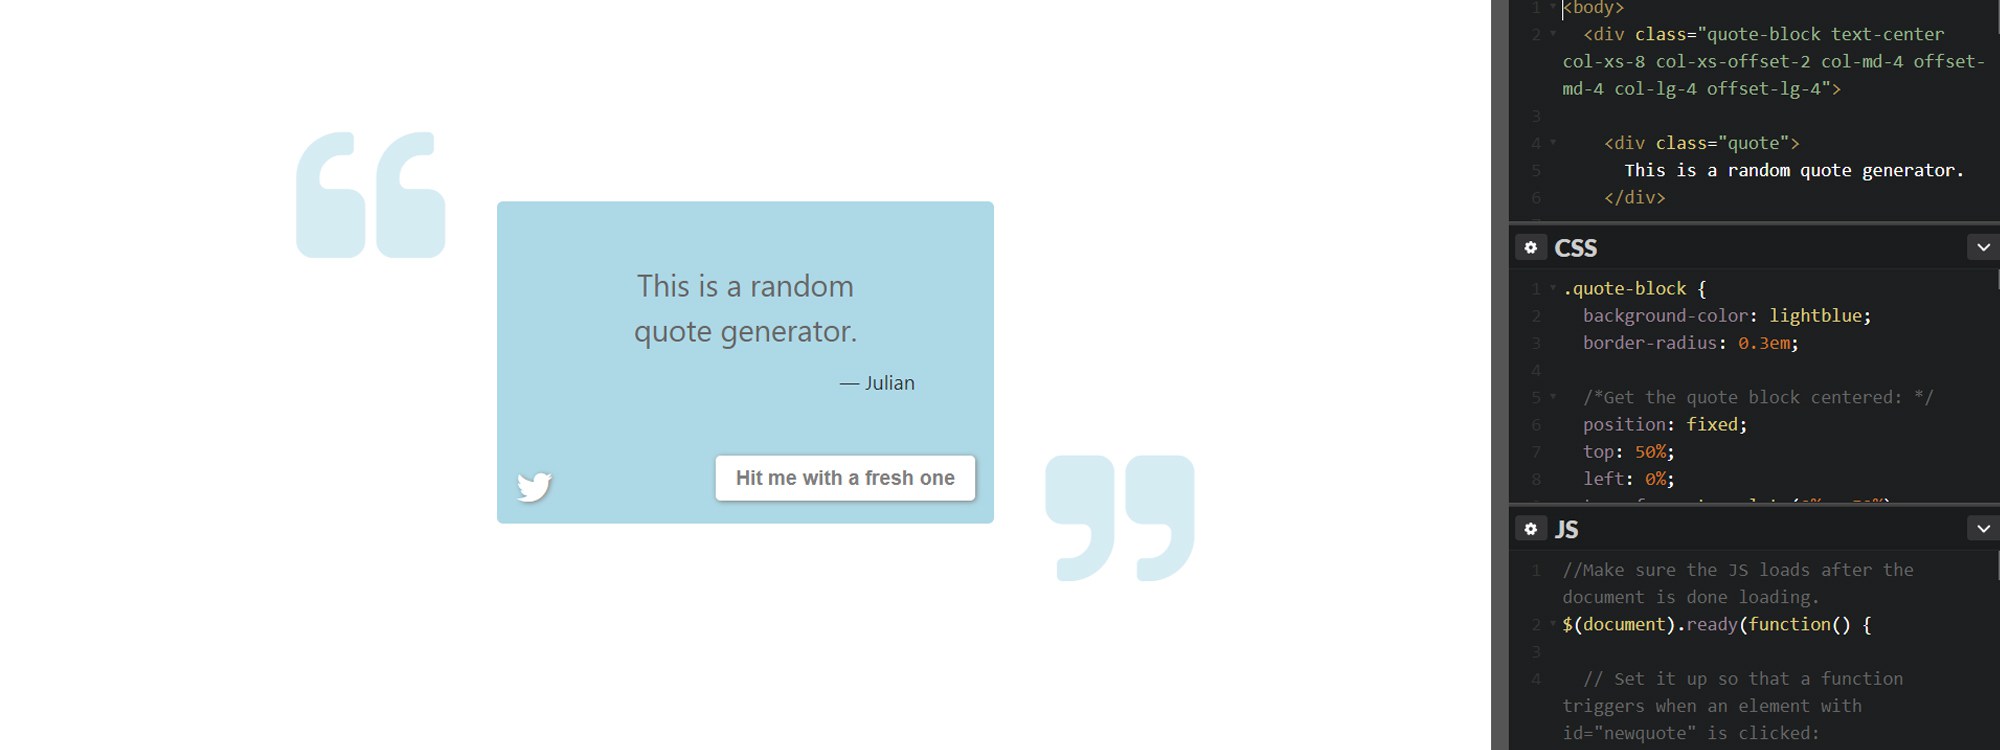 This is a random
quote generator.
— Julian
Hit me with a fresh one
1 <body>
2 <div class="quote-block text-center
col-xs-8 col-xs-offset-2 col-md-4 offset-
md-4 col-lg-4 offset-lg-4">
3
4 <div class="quote">
5 This is a random quote generator.
6 </div>
CSS
1 .quote-block {
2 background-color: lightblue;
3 border-radius: 0.3em;
4
5 /*Get the quote block centered: */
6 position: fixed;
7 top: 50%;
8 left: 0%;
JS
1 //Make sure the JS loads after the
document is done loading.
2 $(document).ready(function() {
3
4 // Set it up so that a function
triggers when an element with
id="newquote" is clicked: